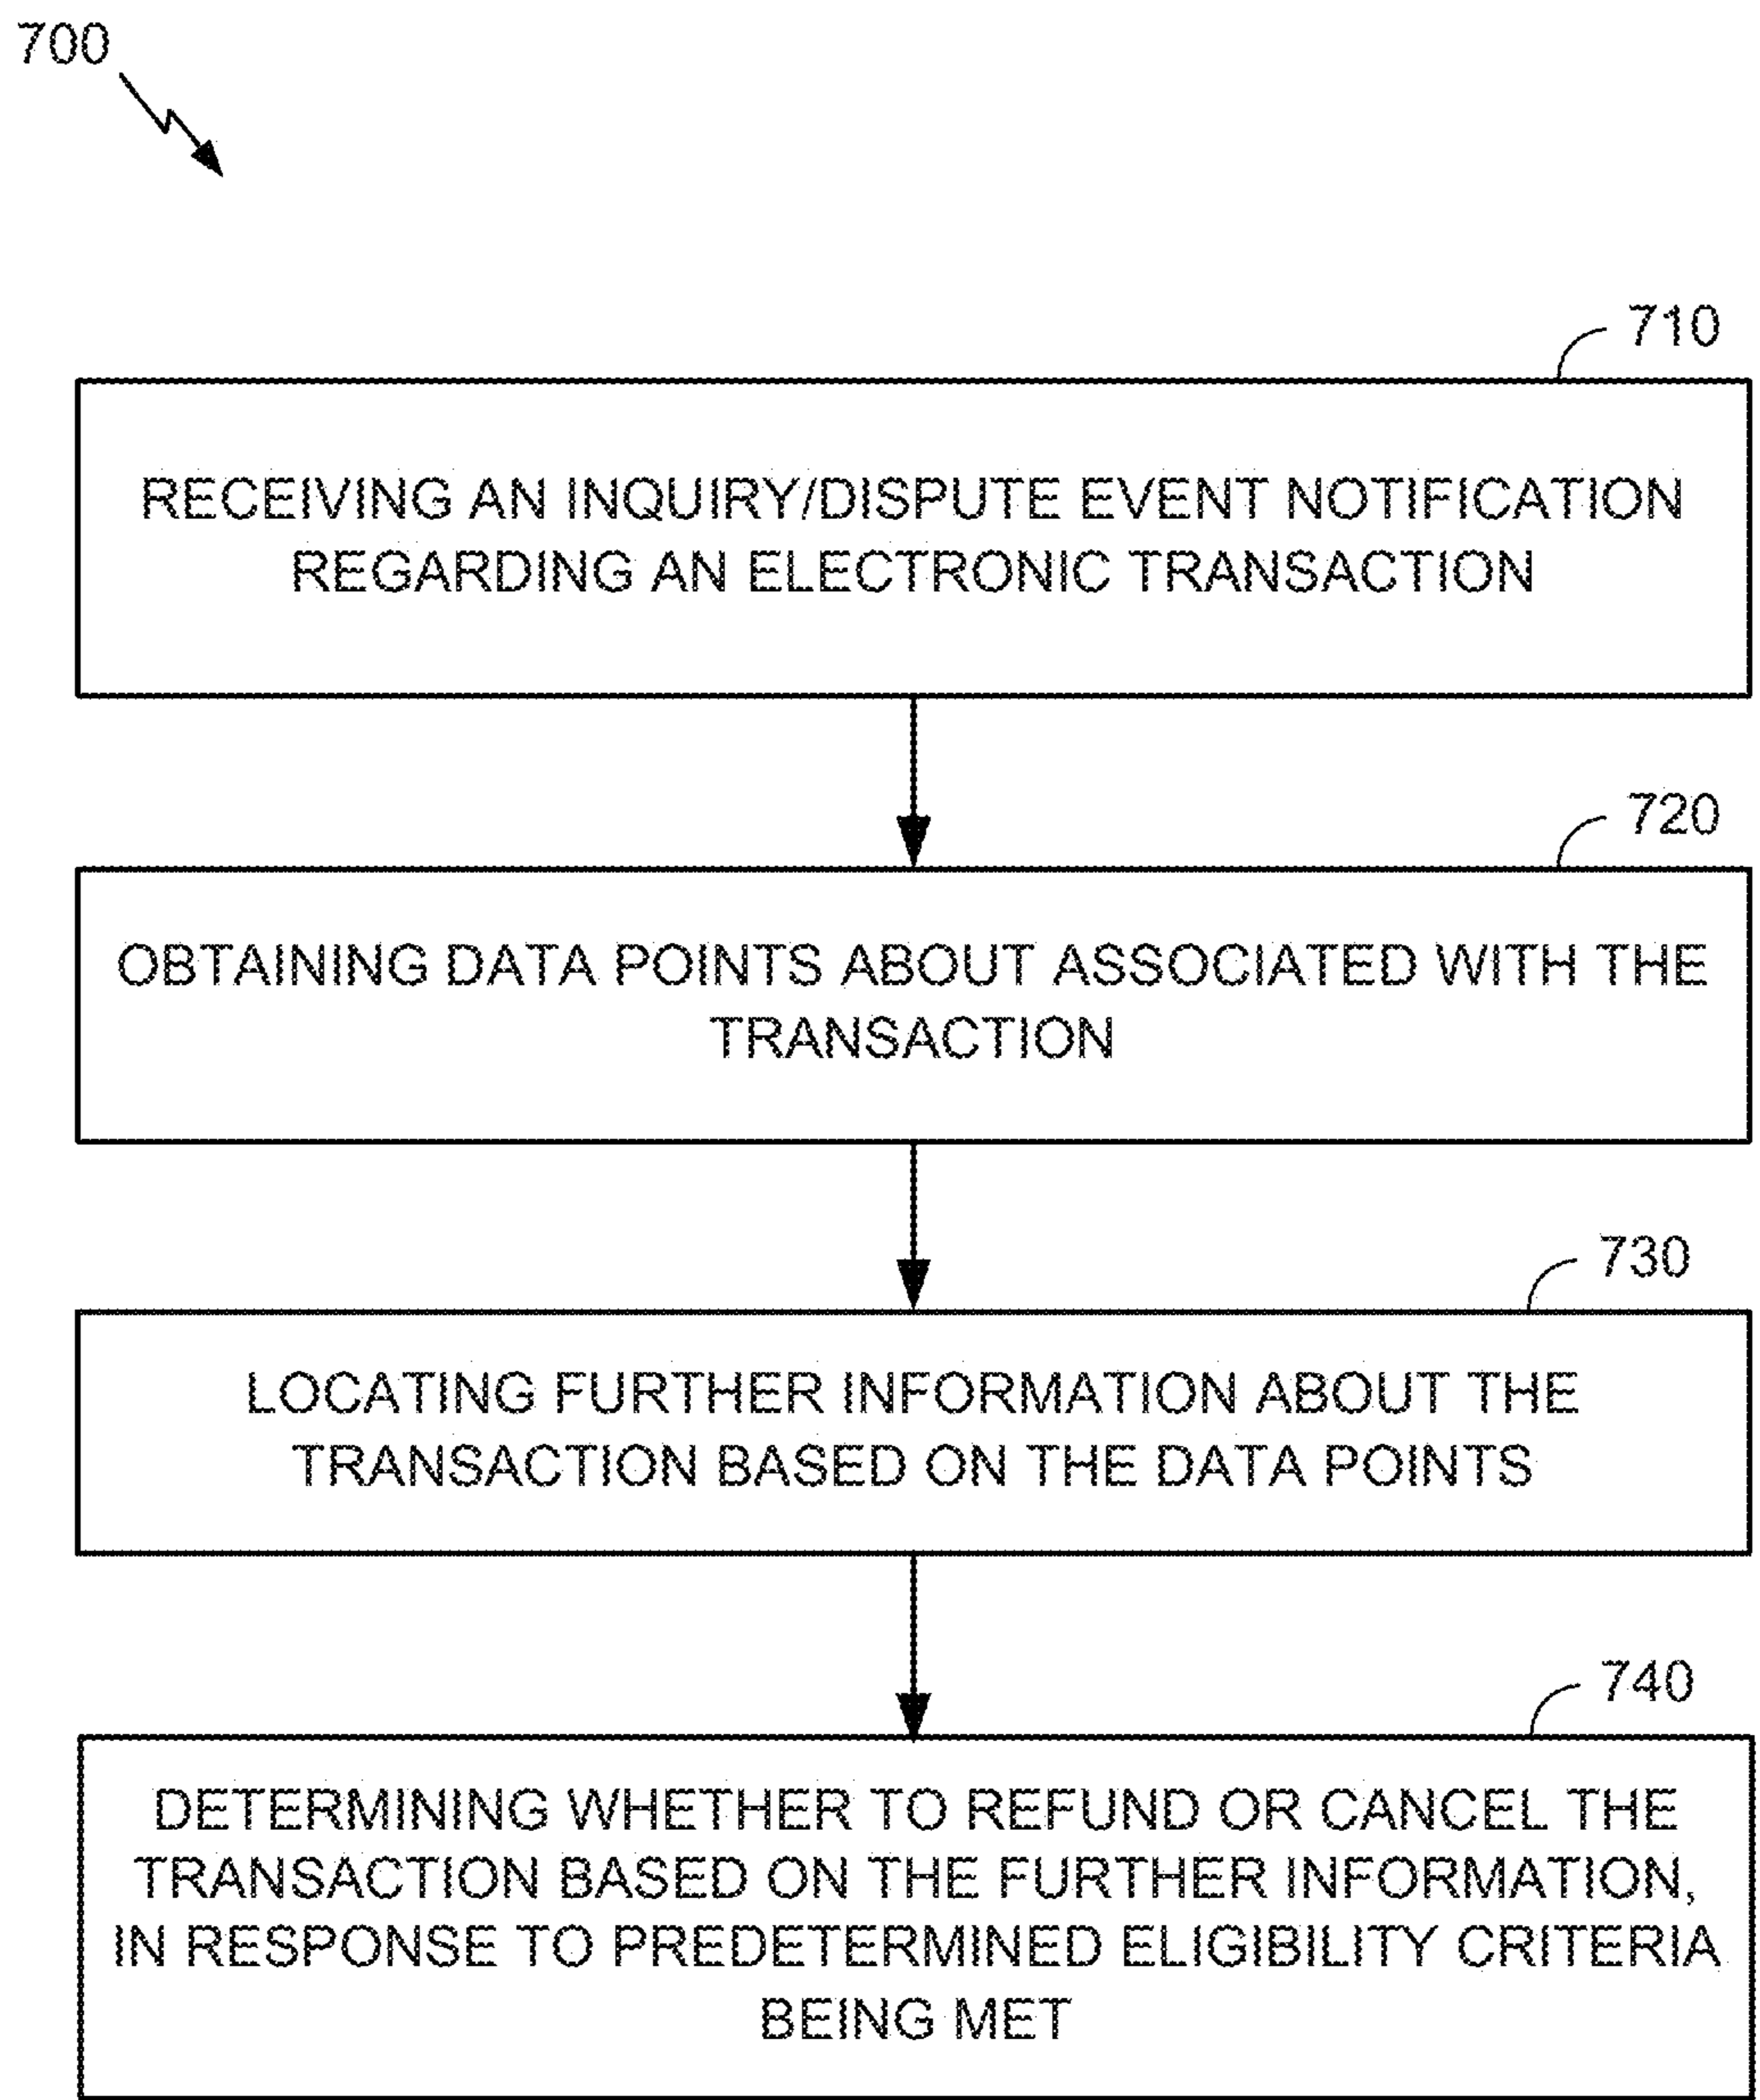 700
710
RECEIVING AN INQUIRY/DISPUTE EVENT NOTIFICATION
REGARDING AN ELECTRONIC TRANSACTION
720
OBTAINING DATA POINTS ABOUT ASSOCIATED WITH THE
TRANSACTION
730
LOCATING FURTHER INFORMATION ABOUT THE
TRANSACTION BASED ON THE DATA POINTS
740
DETERMINING WHETHER TO REFUND OR CANCEL THE
TRANSACTION BASED ON THE FURTHER INFORMATION,
IN RESPONSE TO PREDETERMINED ELIGIBILITY CRITERIA
BEING MET